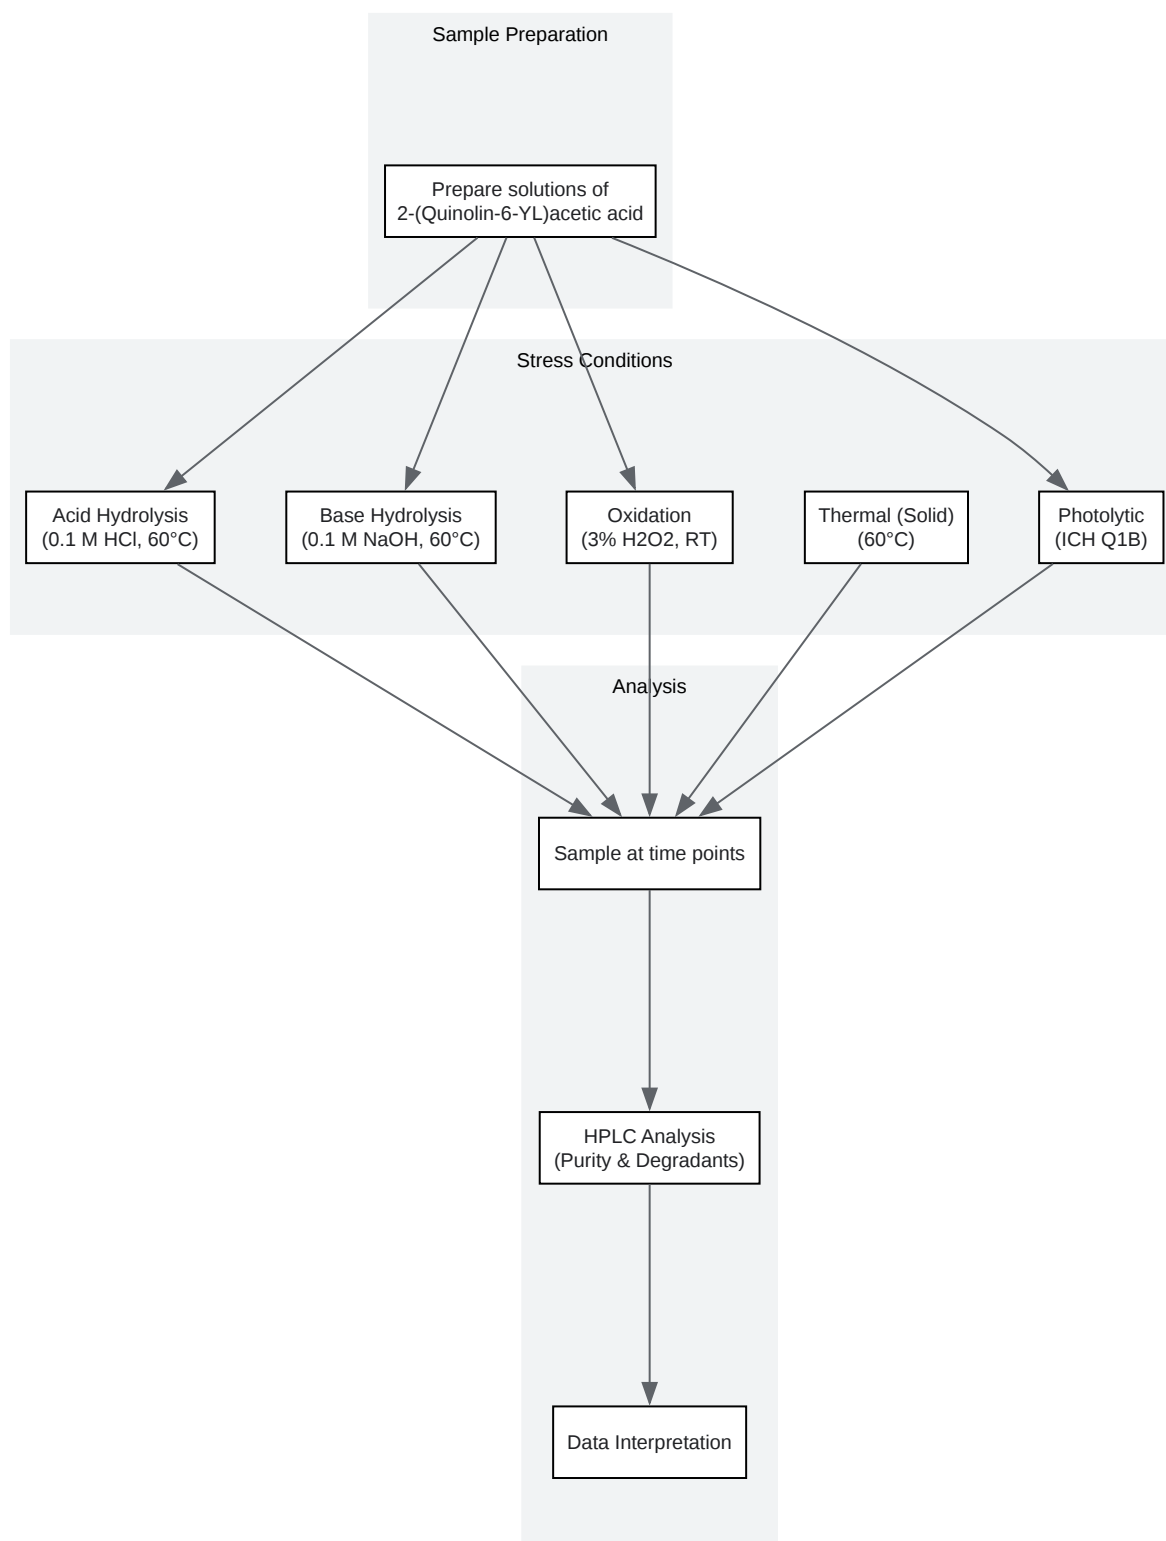 Sample Preparation
Prepare solutions of
2-(Quinolin-6-YL)acetic acid
Stress Conditions
Acid Hydrolysis
(0.1 M HCl, 60°C)
Base Hydrolysis
(0.1 M NaOH, 60°C)
Oxidation
(3% H2O2, RT)
Thermal (Solid)
(60°C)
Photolytic
(ICH Q1B)
Analysis
Sample at time points
HPLC Analysis
(Purity & Degradants)
Data Interpretation